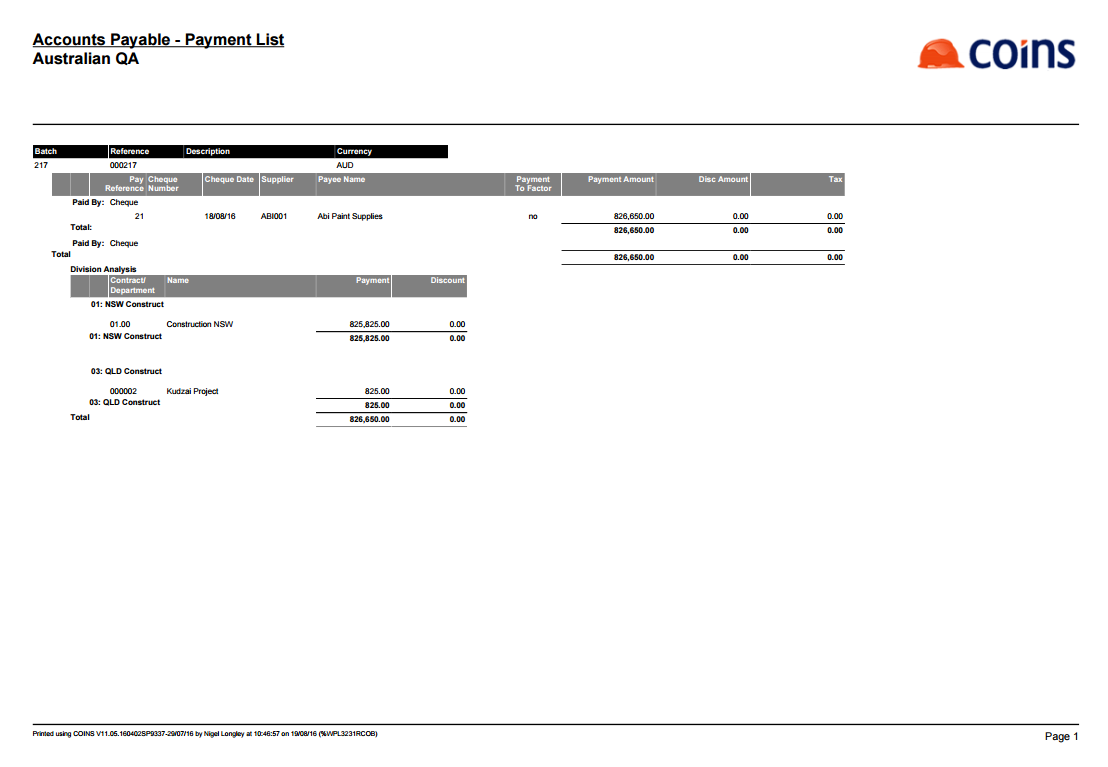 Accounts Payable - Payment List
Australian QA
coins
Batch Reference Description Currency
217 000217 AUD
Pay Reference Cheque Number Cheque Date Supplier Payee Name Payment To Factor Payment Amount Disc Amount Tax
Paid By: Cheque
21 18/08/16 ABI001 Abi Paint Supplies no 826,650.00 0.00 0.00
Total: 826,650.00 0.00 0.00
Paid By: Cheque
Total 826,650.00 0.00 0.00
Division Analysis
Contract/ Department Name Payment Discount
01: NSW Construct
01.00 Construction NSW 825,825.00 0.00
01: NSW Construct 825,825.00 0.00
03: QLD Construct
000002 Kudzai Project 825.00 0.00
03: QLD Construct 825.00 0.00
Total 826,650.00 0.00
Printed using COINS V11.05.160402SP9337-29/07/16 by Nigel Longley at 10:46:57 on 19/08/16 (%WPL3231RCOB)
Page 1